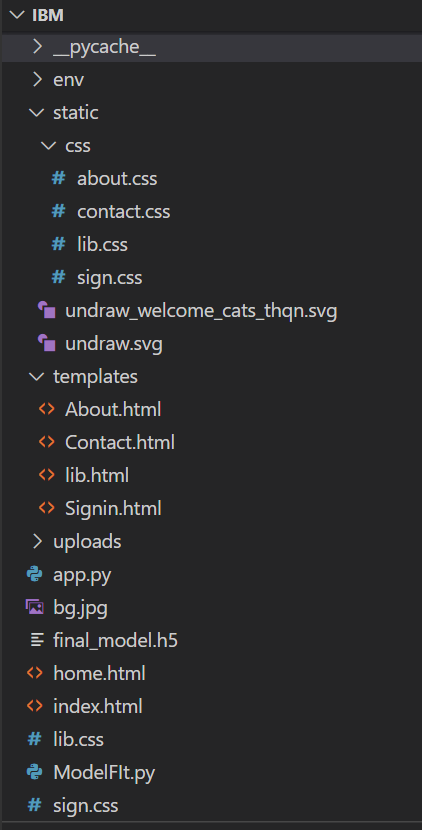 IBM
__pycache__
env
static
css
about.css
contact.css
lib.css
sign.css
undraw_welcome_cats_thqn.svg
undraw.svg
templates
About.html
Contact.html
lib.html
Signin.html
uploads
app.py
bg.jpg
final_model.h5
home.html
index.html
lib.css
ModelFIt.py
sign.css